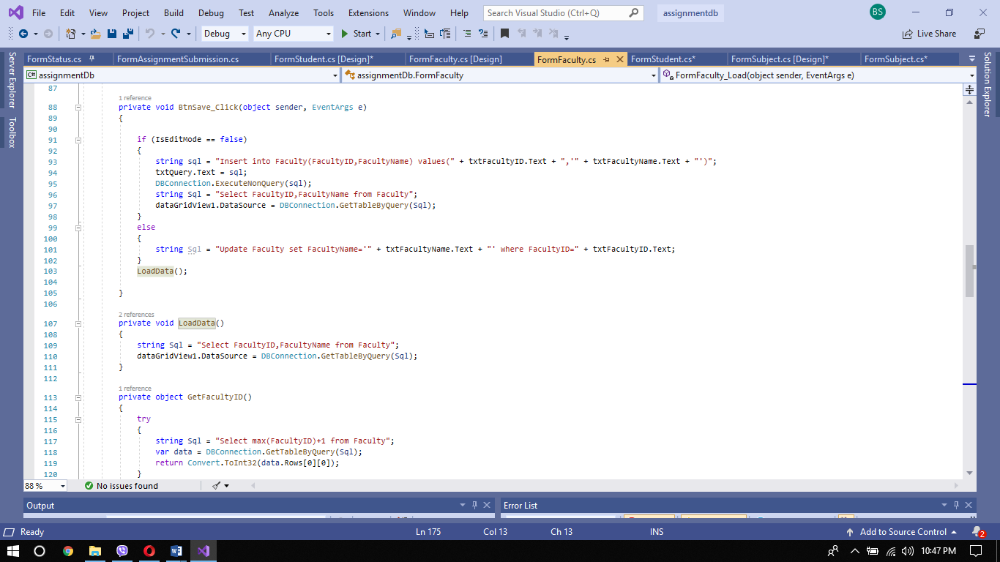 File Edit View Project Build Debug Test Analyze Tools Extensions Window Help Search Visual Studio (Ctrl+Q) assignmentdb BS
Debug Any CPU Start Live Share
FormStatus.cs FormAssignmentSubmission.cs FormStudent.cs [Design]* FormFaculty.cs [Design] FormFaculty.cs FormStudent.cs* FormSubject.cs [Design]* FormSubject.cs*
Server Explorer
Toolbox
Solution Explorer
C# assignmentDb assignmentDb.FormFaculty FormFaculty_Load(object sender, EventArgs e)
87
1 reference
88 private void BtnSave_Click(object sender, EventArgs e)
89 {
90
91 if (IsEditMode == false)
92 {
93 string sql = "Insert into Faculty(FacultyID,FacultyName) values(" + txtFacultyID.Text + ",'" + txtFacultyName.Text + "')";
94 txtQuery.Text = sql;
95 DBConnection.ExecuteNonQuery(sql);
96 string Sql = "Select FacultyID,FacultyName from Faculty";
97 dataGridView1.DataSource = DBConnection.GetTableByQuery(Sql);
98 }
99 else
100 {
101 string Sql = "Update Faculty set FacultyName='" + txtFacultyName.Text + "' where FacultyID=" + txtFacultyID.Text;
102 }
103 LoadData();
104
105 }
106
2 references
107 private void LoadData()
108 {
109 string Sql = "Select FacultyID,FacultyName from Faculty";
110 dataGridView1.DataSource = DBConnection.GetTableByQuery(Sql);
111 }
112
1 reference
113 private object GetFacultyID()
114 {
115 try
116 {
117 string Sql = "Select max(FacultyID)+1 from Faculty";
118 var data = DBConnection.GetTableByQuery(Sql);
119 return Convert.ToInt32(data.Rows[0][0]);
120 }
88 % No issues found
Output Error List
Ready Ln 175 Col 13 Ch 13 INS Add to Source Control 2
10:47 PM